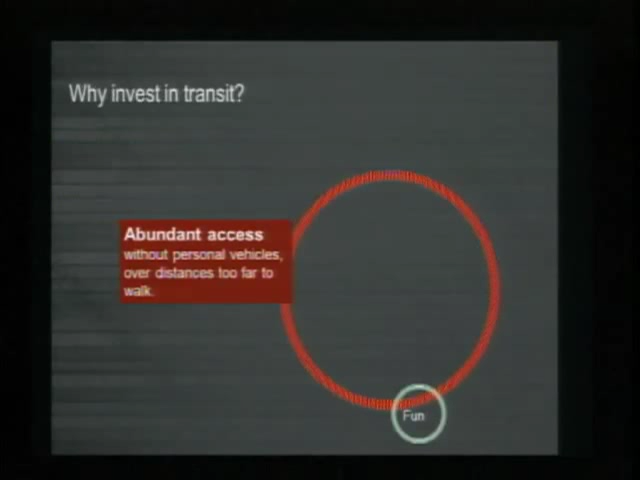 Why invest in transit?
Abundant access
without personal vehicles,
over distances too far to
walk.
Fun